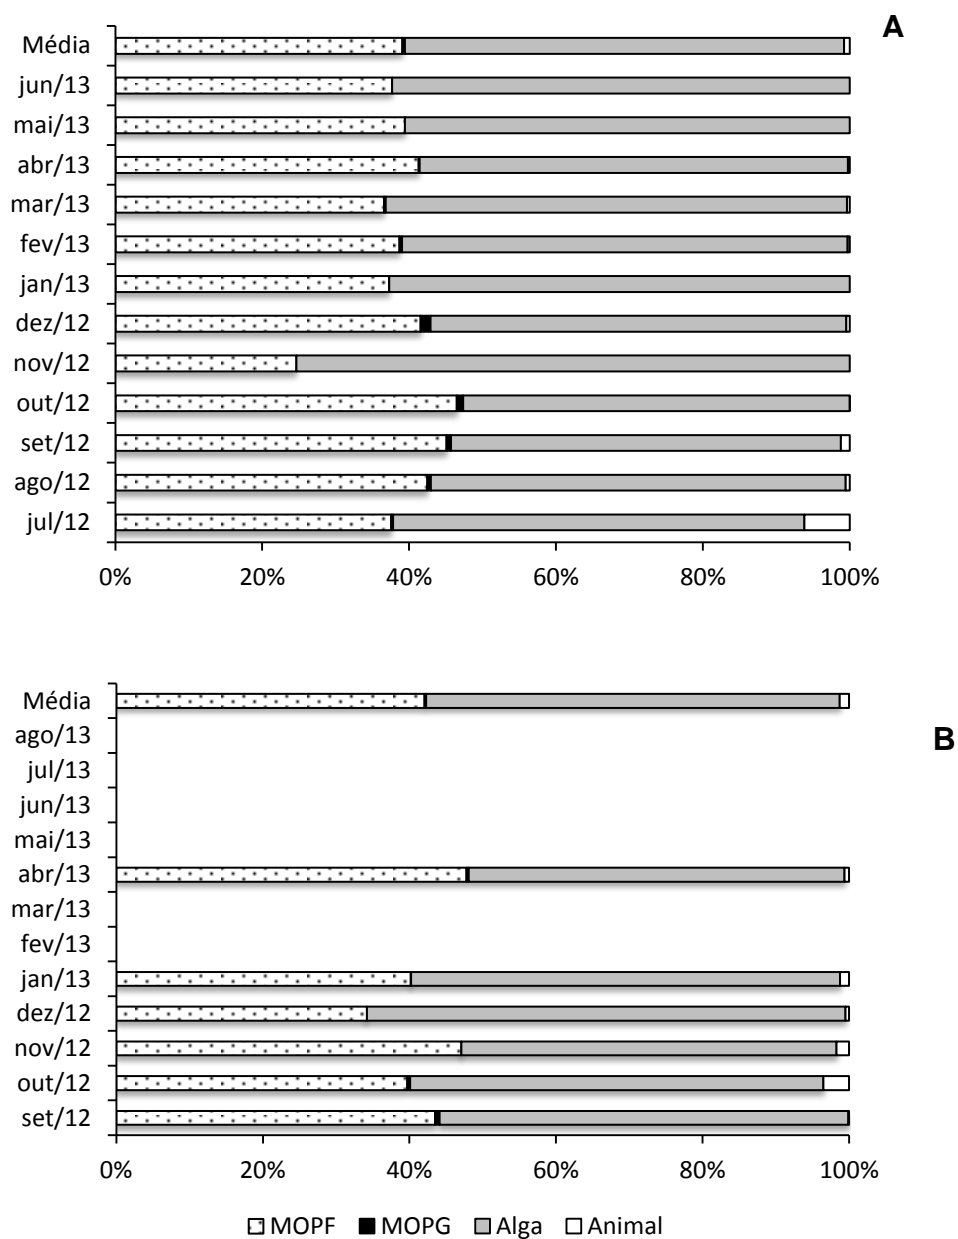 A
Média
jun/13
mai/13
abr/13
mar/13
fev/13
jan/13
dez/12
nov/12
out/12
set/12
ago/12
jul/12
0% 20% 40% 60% 80% 100%
B
Média
ago/13
jul/13
jun/13
mai/13
abr/13
mar/13
fev/13
jan/13
dez/12
nov/12
out/12
set/12
0% 20% 40% 60% 80% 100%
MOPF MOPG Alga Animal